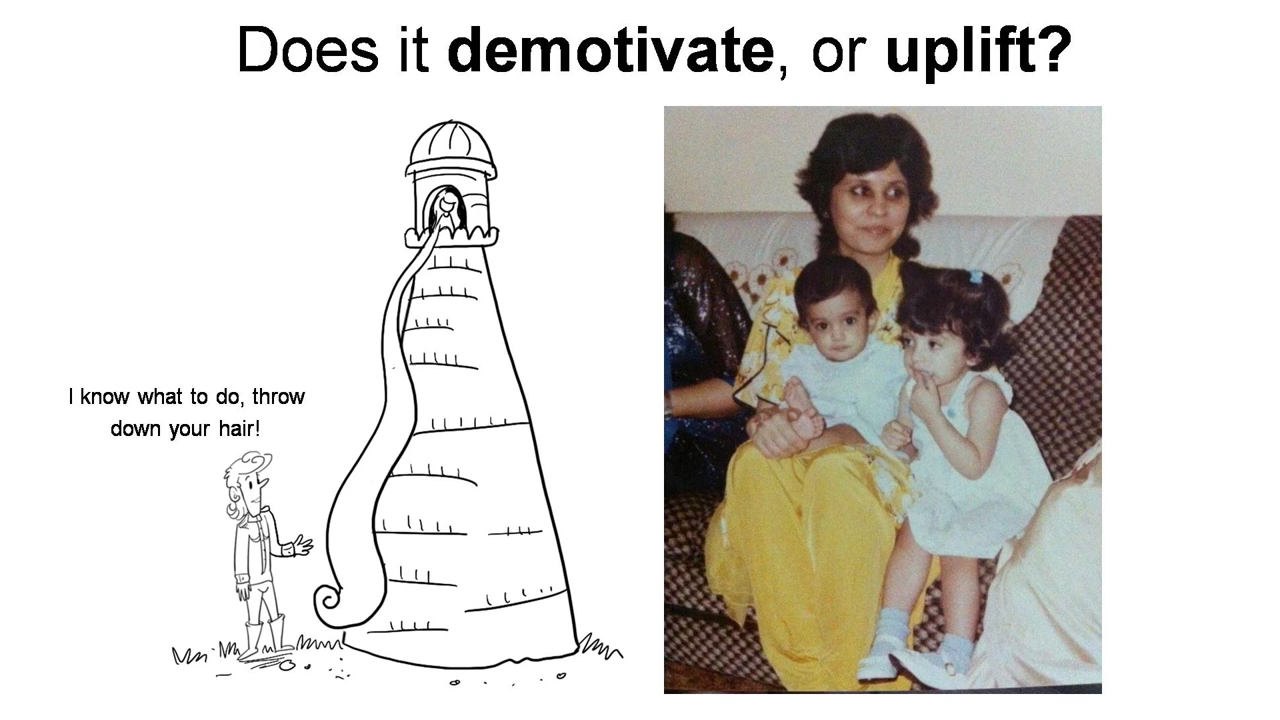 Does it demotivate, or uplift?
I know what to do, throw
down your hair!